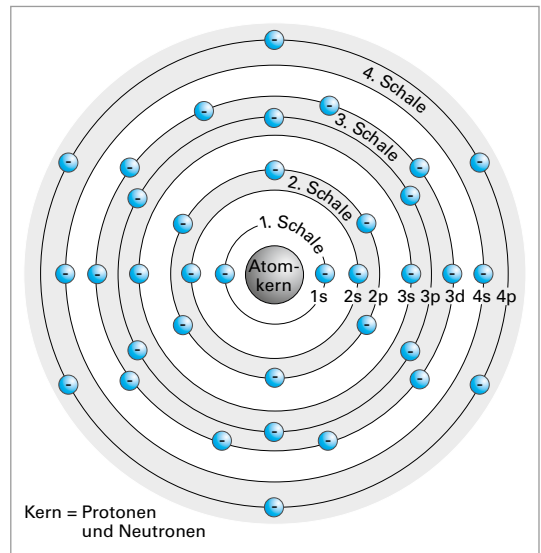 4. Schale
3. Schale
2. Schale
1. Schale
Atom-
kern
1s 2s 2p 3s 3p 3d 4s 4p
Kern = Protonen
und Neutronen